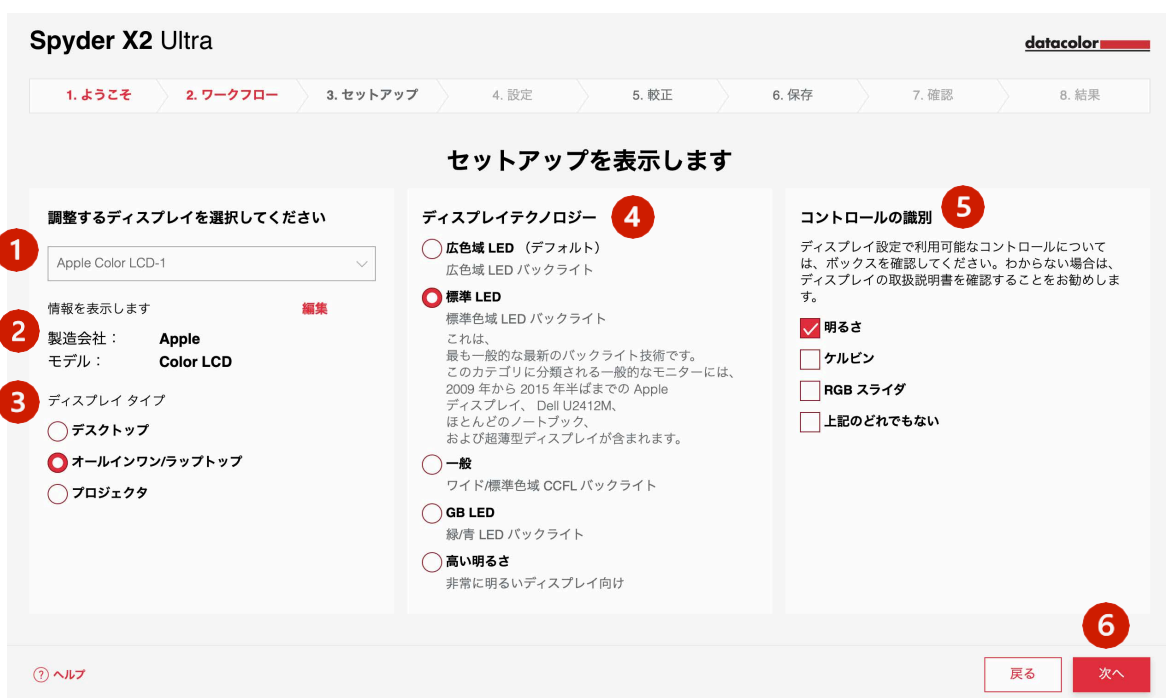 Spyder X2 Ultra
datacolor
1. ようこそ
2. ワークフロー
3. セットアップ
4. 設定
5. 較正
6. 保存
7. 確認
8. 結果
セットアップを表示します
調整するディスプレイを選択してください
1
Apple Color LCD-1
情報を表示します
編集
2
製造会社： Apple
モデル： Color LCD
3
ディスプレイ タイプ
デスクトップ
オールインワン/ラップトップ
プロジェクタ
ディスプレイテクノロジー
4
広色域 LED （デフォルト）
広色域 LED バックライト
標準 LED
標準色域 LED バックライト
これは、
最も一般的な最新のバックライト技術です。
このカテゴリに分類される一般的なモニターには、
2009 年から 2015 年半ばまでの Apple
ディスプレイ、 Dell U2412M、
ほとんどのノートブック、
および超薄型ディスプレイが含まれます。
一般
ワイド/標準色域 CCFL バックライト
GB LED
緑/青 LED バックライト
高い明るさ
非常に明るいディスプレイ向け
コントロールの識別
5
ディスプレイ設定で利用可能なコントロールについて
は、ボックスを確認してください。わからない場合は、
ディスプレイの取扱説明書を確認することをお勧めしま
す。
明るさ
ケルビン
RGB スライダ
上記のどれでもない
6
? ヘルプ
戻る
次へ